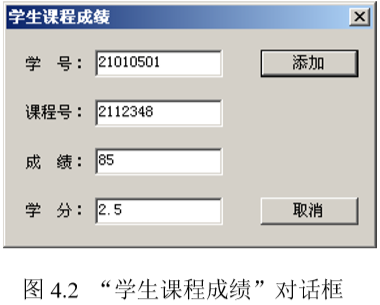 学生课程成绩
学 号： 21010501 添加
课程号： 2112348
成 绩： 85
学 分： 2.5 取消
图 4.2 “学生课程成绩”对话框